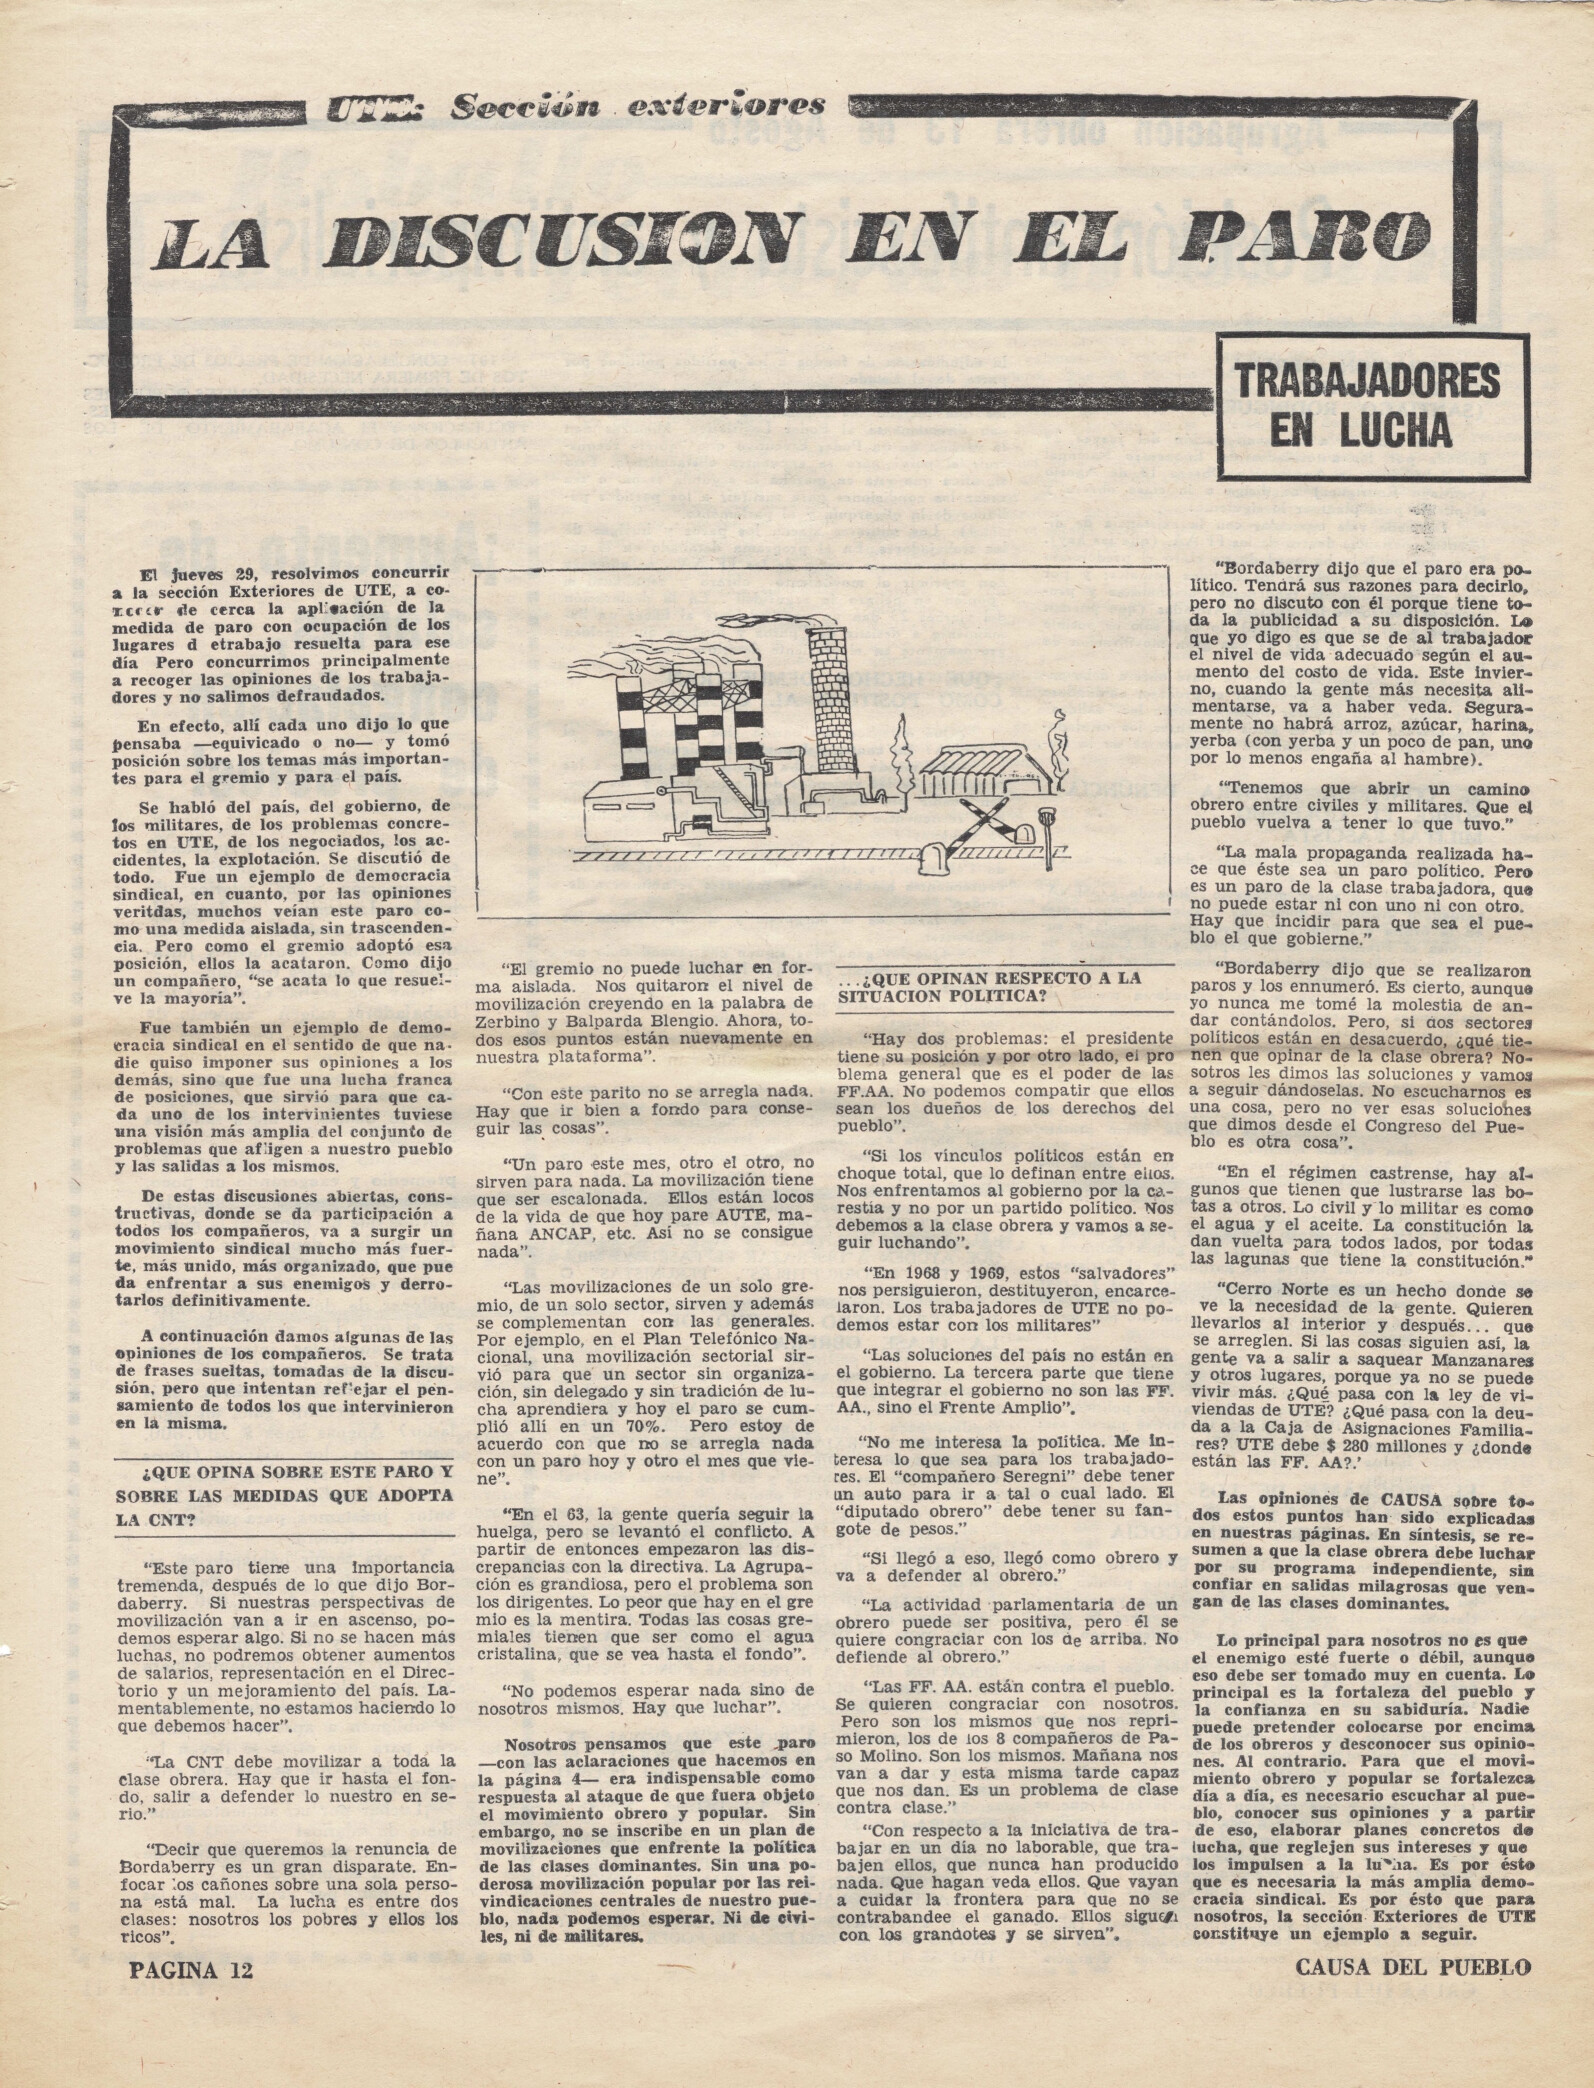 UTE: Sección exteriores
LA DISCUSION EN EL PARO
TRABAJADORES
EN LUCHA
El jueves 29, resolvimos concurrir
a la sección Exteriores de UTE, a co-
de cerca la aplicación de la
medida de paro con ocupación de los
lugares d etrabajo resuelta para ese
día Pero concurrimos principalmente
a recoger las opiniones de los trabaja-
dores y no salimos defraudados.
En efecto, allí cada uno dijo lo que
pensaba —equivicado o no— y tomó
posición sobre los temas más importan-
tes para el gremio y para el país.
Se habló del país, del gobierno, de
los militares, de los problemas concre-
tos en UTE, de los negociados, los ac-
cidentes, la explotación. Se discutió de
todo. Fue un ejemplo de democracia
sindical, en cuanto, por las opiniones
veritdas, muchos veían este paro co-
mo una medida aislada, sin trascenden-
cia. Pero como el gremio adoptó esa
posición, ellos la acataron. Como dijo
un compañero, "se acata lo que resuel-
ve la mayoría".
Fue también un ejemplo de demo-
cracia sindical en el sentido de que na-
die quiso imponer sus opiniones a los
demás, sino que fue una lucha franca
de posiciones, que sirvió para que ca-
da uno de los intervinientes tuviese
una visión más amplia del conjunto de
problemas que afligen a nuestro pueblo
y las salidas a los mismos.
De estas discusiones abiertas, cons-
tructivas, donde se da participación a
todos los compañeros, va a surgir un
movimiento sindical mucho más fuer-
te, más unido, más organizado, que pue
da enfrentar a sus enemigos y derro-
tarlos definitivamente.
A continuación damos algunas de las
opiniones de los compañeros. Se trata
de frases sueltas, tomadas de la discu-
sión, pero que intentan reflejar el pen-
samiento de todos los que intervinieron
en la misma.
¿QUE OPINA SOBRE ESTE PARO Y
SOBRE LAS MEDIDAS QUE ADOPTA
LA CNT?
"Este paro tiene una importancia
tremenda, después de lo que dijo Bor-
daberry. Si nuestras perspectivas de
movilización van a ir en ascenso, po-
demos esperar algo. Si no se hacen más
luchas, no podremos obtener aumentos
de salarios, representación en el Direc-
torio y un mejoramiento del país. La-
mentablemente, no estamos haciendo lo
que debemos hacer".
"La CNT debe movilizar a toda la
clase obrera. Hay que ir hasta el fon-
do, salir a defender lo nuestro en se-
rio."
"Decir que queremos la renuncia de
Bordaberry es un gran disparate. En-
focar los cañones sobre una sola perso-
na está mal. La lucha es entre dos
clases: nosotros los pobres y ellos los
ricos".
"El gremio no puede luchar en for-
ma aislada. Nos quitaron el nivel de
movilización creyendo en la palabra de
Zerbino y Balparda Blengio. Ahora, to-
dos esos puntos están nuevamente en
nuestra plataforma".
"Con este parito no se arregla nada.
Hay que ir bien a fondo para conse-
guir las cosas".
"Un paro este mes, otro el otro, no
sirven para nada. La movilización tiene
que ser escalonada. Ellos están locos
de la vida de que hoy pare AUTE, ma-
ñana ANCAP, etc. Asi no se consigue
nada".
"Las movilizaciones de un solo gre-
mio, de un solo sector, sirven y además
se complementan con las generales.
Por ejemplo, en el Plan Telefónico Na-
cional, una movilización sectorial sir-
vió para que un sector sin organiza-
ción, sin delegado y sin tradición de lu-
cha aprendiera y hoy el paro se cum-
plió allí en un 70%. Pero estoy de
acuerdo con que no se arregla nada
con un paro hoy y otro el mes que vie-
ne".
"En el 63, la gente quería seguir la
huelga, pero se levantó el conflicto. A
partir de entonces empezaron las dis-
crepancias con la directiva. La Agrupa-
ción es grandiosa, pero el problema son
los dirigentes. Lo peor que hay en el gre
mio es la mentira. Todas las cosas gre-
miales tienen que ser como el agua
cristalina, que se vea hasta el fondo".
"No podemos esperar nada sino de
nosotros mismos. Hay que luchar".
Nosotros pensamos que este paro
—con las aclaraciones que hacemos en
la página 4— era indispensable como
respuesta al ataque de que fuera objeto
el movimiento obrero y popular. Sin
embargo, no se inscribe en un plan de
movilizaciones que enfrente la política
de las clases dominantes. Sin una po-
derosa movilización popular por las rei-
vindicaciones centrales de nuestro pue-
blo, nada podemos esperar. Ni de civi-
les, ni de militares.
...¿QUE OPINAN RESPECTO A LA
SITUACION POLITICA?
"Hay dos problemas: el presidente
tiene su posición y por otro lado, el pro
blema general que es el poder de las
FF.AA. No podemos compatir que ellos
sean los dueños de los derechos del
pueblo".
"Si los vínculos políticos están en
choque total, que lo definan entre ellos.
Nos enfrentamos al gobierno por la ca-
restia y no por un partido político. Nos
debemos a la clase obrera y vamos a se-
guir luchando".
"En 1968 y 1969, estos "salvadores"
nos persiguieron, destituyeron, encarce-
laron. Los trabajadores de UTE no po-
demos estar con los militares"
"Las soluciones del país no están en
el gobierno. La tercera parte que tiene
que integrar el gobierno no son las FF.
AA., sino el Frente Amplio".
"No me interesa la política. Me in-
teresa lo que sea para los trabajado-
res. El "compañero Seregni" debe tener
un auto para ir a tal o cual lado. El
"diputado obrero" debe tener su fan-
gote de pesos."
"Si llegó a eso, llegó como obrero y
va a defender al obrero."
"La actividad parlamentaria de un
obrero puede ser positiva, pero él se
quiere congraciar con los de arriba. No
defiende al obrero."
"Las FF. AA. están contra el pueblo.
Se quieren congraciar con nosotros.
Pero son los mismos que nos repri-
mieron, los de los 8 compañeros de Pa-
so Molino. Son los mismos. Mañana nos
van a dar y esta misma tarde capaz
que nos dan. Es un problema de clase
contra clase."
"Con respecto a la iniciativa de tra-
bajar en un día no laborable, que tra-
bajen ellos, que nunca han producido
nada. Que hagan veda ellos. Que vayan
a cuidar la frontera para que no se
contrabandee el ganado. Ellos siguen
con los grandotes y se sirven".
"Bordaberry dijo que el paro era po-
lítico. Tendrá sus razones para decirlo,
pero no discuto con él porque tiene to-
da la publicidad a su disposición. Lo
que yo digo es que se de al trabajador
el nivel de vida adecuado según el au-
mento del costo de vida. Este invier-
no, cuando la gente más necesita ali-
mentarse, va a haber veda. Segura-
mente no habrá arroz, azúcar, harina,
yerba (con yerba y un poco de pan, uno
por lo menos engaña al hambre).
"Tenemos que abrir un camino
obrero entre civiles y militares. Que el
pueblo vuelva a tener lo que tuvo."
"La mala propaganda realizada ha-
ce que éste sea un paro político. Pero
es un paro de la clase trabajadora, que
no puede estar ni con uno ni con otro.
Hay que incidir para que sea el pue-
blo el que gobierne."
"Bordaberry dijo que se realizaron
paros y los ennumeró. Es cierto, aunque
yo nunca me tomé la molestia de an-
dar contándolos. Pero, si dos sectores
políticos están en desacuerdo, ¿qué tie-
nen que opinar de la clase obrera? No-
sotros les dimos las soluciones y vamos
a seguir dándoselas. No escucharnos es
una cosa, pero no ver esas soluciones
que dimos desde el Congreso del Pue-
blo es otra cosa".
"En el régimen castrense, hay al-
gunos que tienen que lustrarse las bo-
tas a otros. Lo civil y lo militar es como
el agua y el aceite. La constitución la
dan vuelta para todos lados, por todas
las lagunas que tiene la constitución."
"Cerro Norte es un hecho donde se
ve la necesidad de la gente. Quieren
llevarlos al interior y después... que
se arreglen. Si las cosas siguien así, la
gente va a salir a saquear Manzanares
y otros lugares, porque ya no se puede
vivir más. ¿Qué pasa con la ley de vi-
viendas de UTE? ¿Qué pasa con la deu-
da a la Caja de Asignaciones Familia-
res? UTE debe $ 280 millones y ¿donde
están las FF. AA?.'
Las opiniones de CAUSA sobre to-
dos estos puntos han sido explicadas
en nuestras páginas. En síntesis, se re-
sumen a que la clase obrera debe luchar
por su programa independiente, sin
confiar en salidas milagrosas que ven-
gan de las clases dominantes.
Lo principal para nosotros no es que
el enemigo esté fuerte o débil, aunque
eso debe ser tomado muy en cuenta. Lo
principal es la fortaleza del pueblo y
la confianza en su sabiduría. Nadie
puede pretender colocarse por encima
de los obreros y desconocer sus opinio-
nes. Al contrario. Para que el movi-
miento obrero y popular se fortalezca
día a día, es necesario escuchar al pue-
blo, conocer sus opiniones y a partir
de eso, elaborar planes concretos de
lucha, que reglejen sus intereses y que
los impulsen a la lucha. Es por ésto
que es necesaria la más amplia demo-
cracia sindical. Es por ésto que para
nosotros, la sección Exteriores de UTE
constituye un ejemplo a seguir.
PAGINA 12
CAUSA DEL PUEBLO